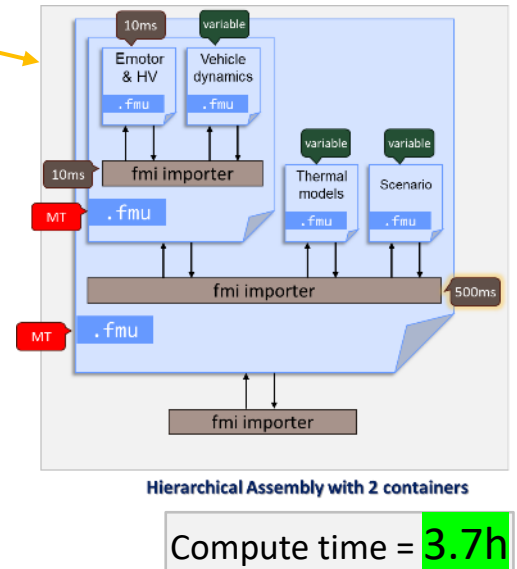 10ms
variable
Emotor
& HV
Vehicle
dynamics
.fmu
.fmu
10ms
fmi importer
variable
variable
Thermal
models
Scenario
.fmu
.fmu
MT
.fmu
fmi importer
500ms
MT
.fmu
fmi importer
Hierarchical Assembly with 2 containers
Compute time = 3.7h